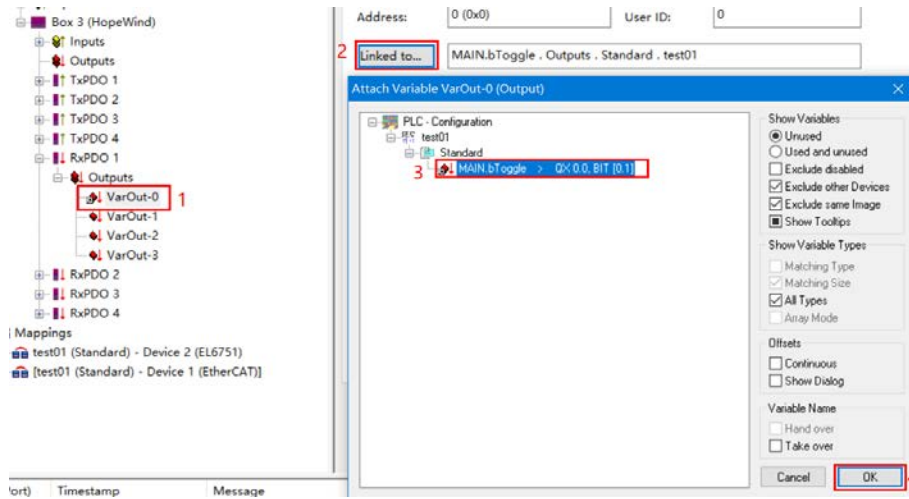 Box 3 (HopeWind)
Inputs
Outputs
TxPDO 1
TxPDO 2
TxPDO 3
TxPDO 4
RxPDO 1
Outputs
VarOut-0
1
VarOut-1
VarOut-2
VarOut-3
RxPDO 2
RxPDO 3
RxPDO 4
Mappings
test01 (Standard) - Device 2 (EL6751)
[test01 (Standard) - Device 1 (EtherCAT)]
Timestamp Message
Address: 0 (0x0) User ID: 0
2 Linked to... MAIN.bToggle . Outputs . Standard . test01
Attach Variable VarOut-0 (Output)
PLC - Configuration
test01
Standard
3 MAIN.bToggle > QX 0.0, BIT [0.1]
Show Variables
Unused
Used and unused
Exclude disabled
Exclude other Devices
Exclude same Image
Show Tooltips
Show Variable Types
Matching Type
Matching Size
All Types
Array Mode
Offsets
Continuous
Show Dialog
Variable Name
Hand over
Take over
Cancel OK